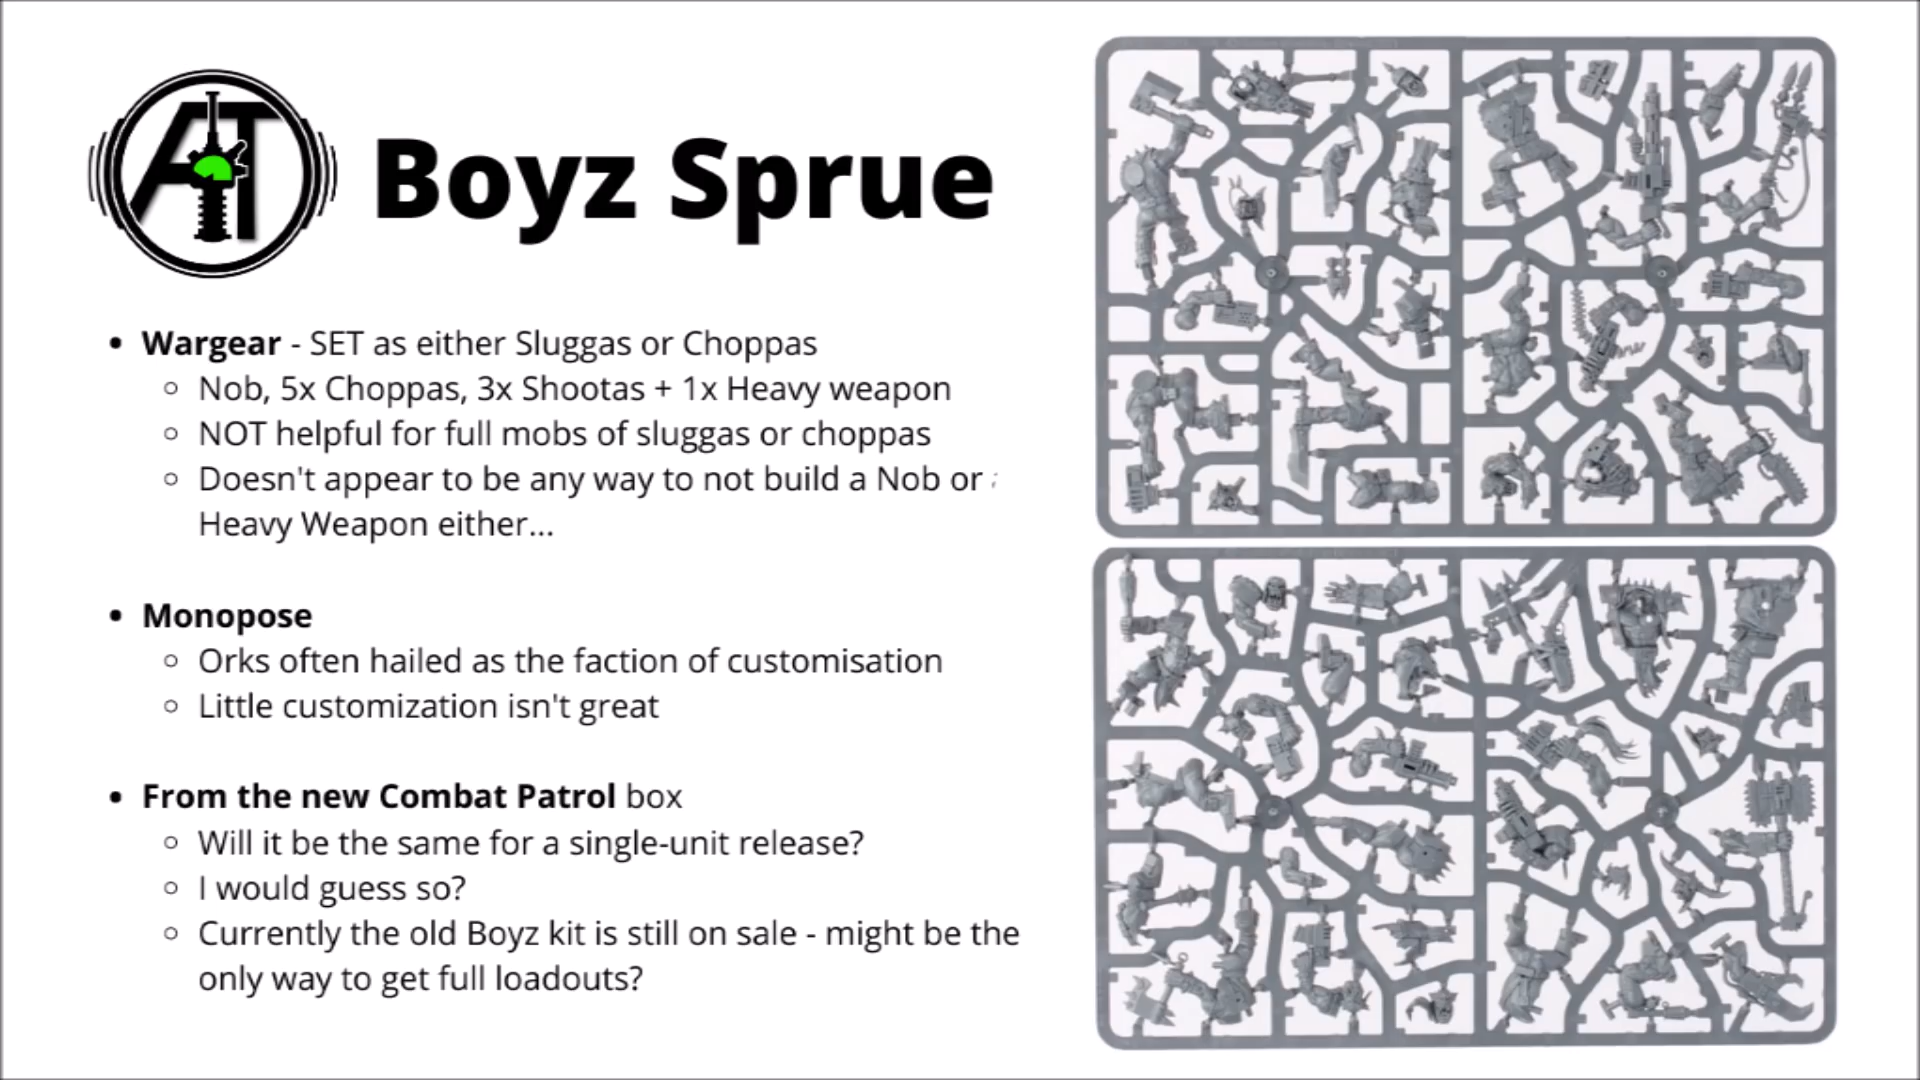 AT
Boyz Sprue
• Wargear - SET as either Sluggas or Choppas
○ Nob, 5x Choppas, 3x Shootas + 1x Heavy weapon
○ NOT helpful for full mobs of sluggas or choppas
○ Doesn't appear to be any way to not build a Nob or
Heavy Weapon either...
• Monopose
○ Orks often hailed as the faction of customisation
○ Little customization isn't great
• From the new Combat Patrol box
○ Will it be the same for a single-unit release?
○ I would guess so?
○ Currently the old Boyz kit is still on sale - might be the
only way to get full loadouts?